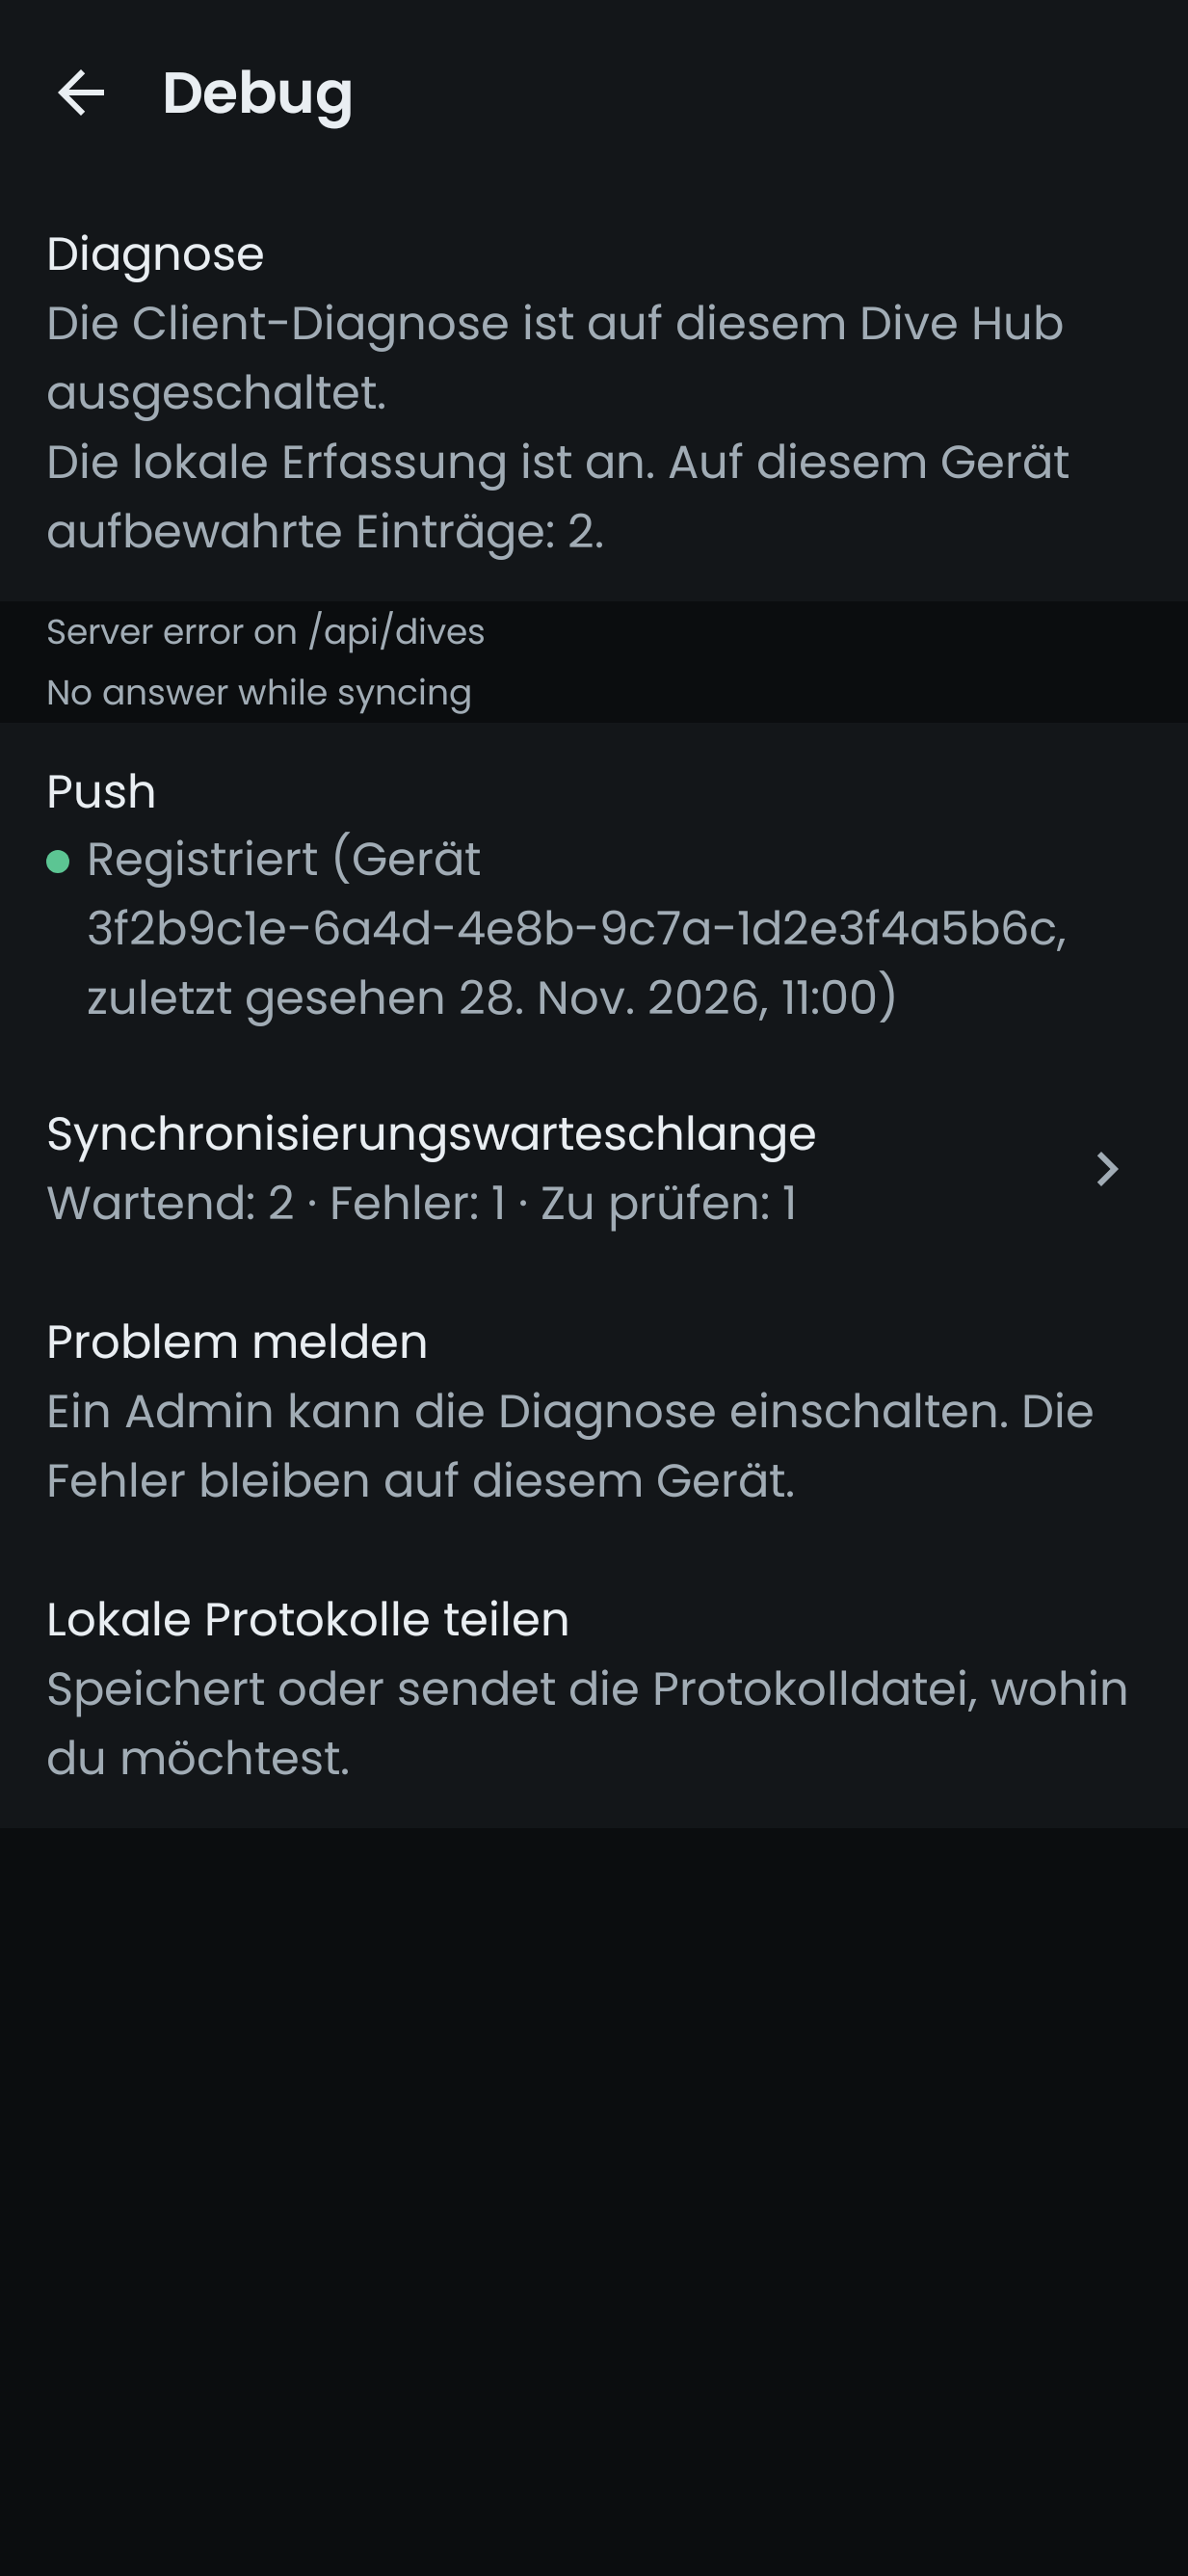 Debug
Diagnose
Die Client-Diagnose ist auf diesem Dive Hub
ausgeschaltet.
Die lokale Erfassung ist an. Auf diesem Gerät
aufbewahrte Einträge: 2.
Server error on /api/dives
No answer while syncing
Push
Registriert (Gerät
3f2b9c1e-6a4d-4e8b-9c7a-1d2e3f4a5b6c,
zuletzt gesehen 28. Nov. 2026, 11:00)
Synchronisierungswarteschlange
Wartend: 2 · Fehler: 1 · Zu prüfen: 1
Problem melden
Ein Admin kann die Diagnose einschalten. Die
Fehler bleiben auf diesem Gerät.
Lokale Protokolle teilen
Speichert oder sendet die Protokolldatei, wohin
du möchtest.